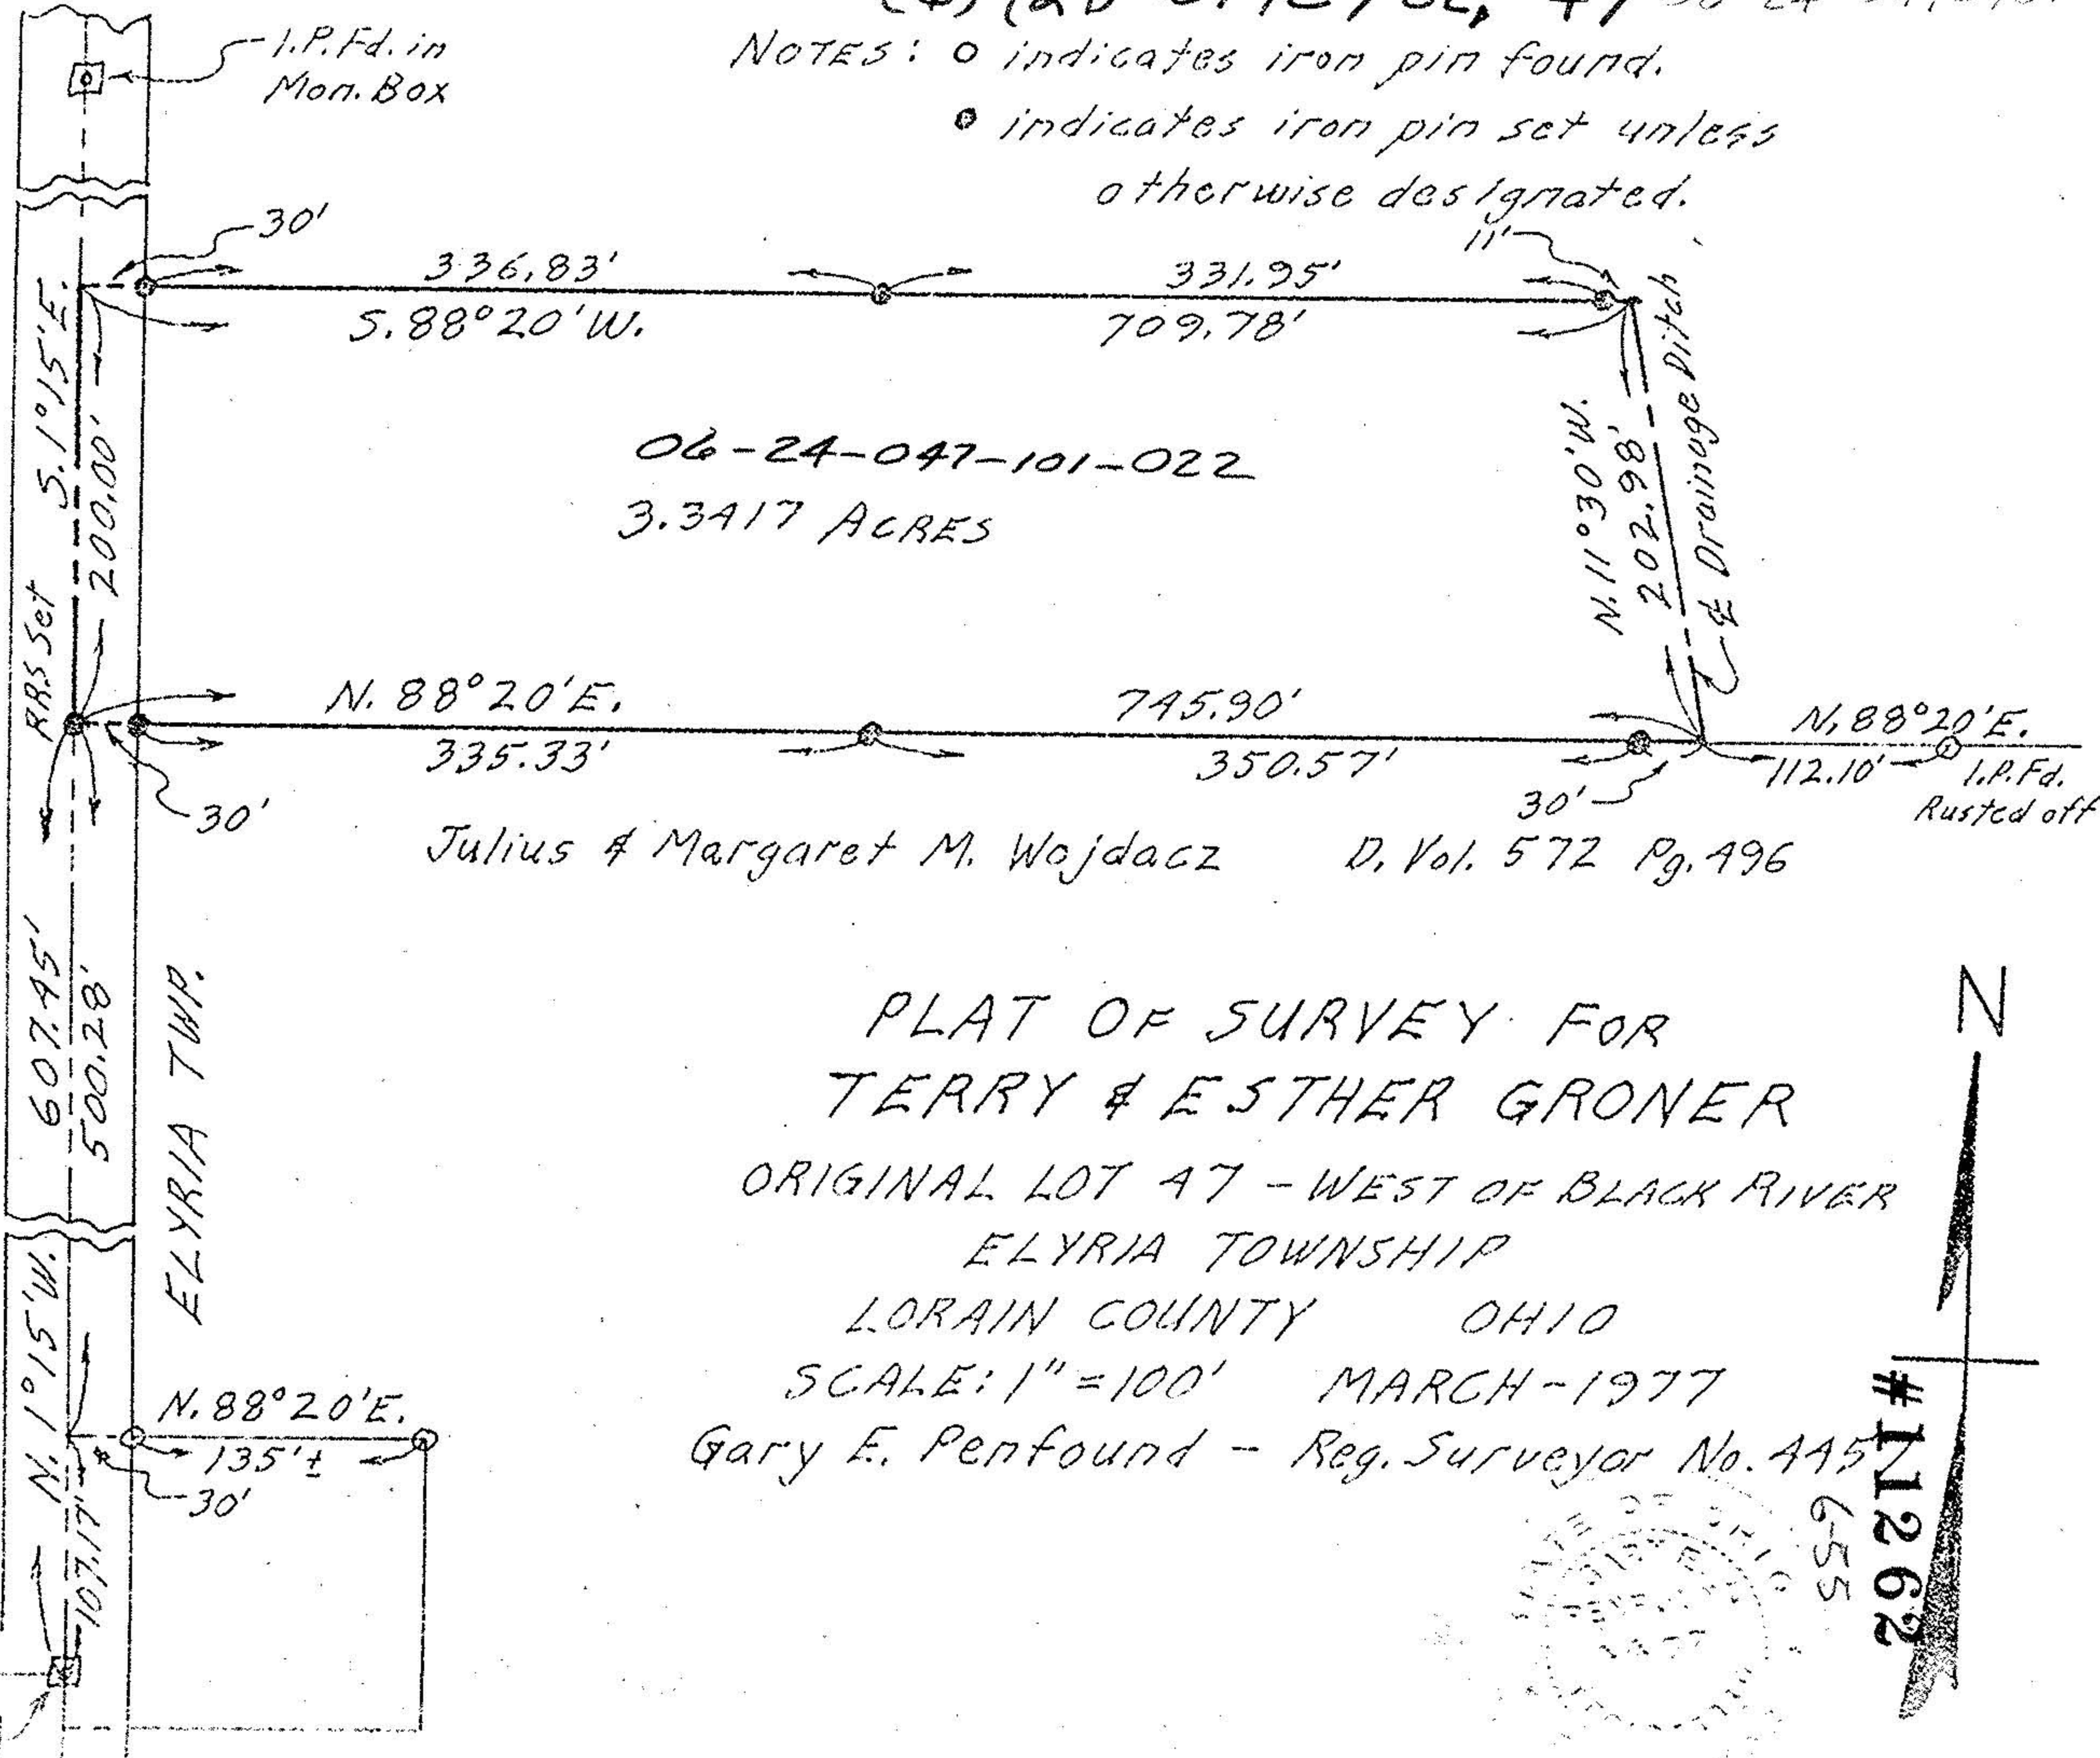 I.P. Fd. in
Mon. Box
NOTES: o indicates iron pin found.
• indicates iron pin set unless
otherwise designated.
30'
11'
336.83'
331.95'
S. 88°20' W.
709.78'
S. 1°15' E.
200.00'
06-24-047-101-022
3.3417 ACRES
N. 11°30' W.
202.98'
℄ Drainage Ditch
RRS Set
N. 88°20' E.
745.90'
N. 88°20' E.
335.33'
350.57'
112.10'
I.P. Fd.
Rusted off
30'
30'
Julius & Margaret M. Wojdacz D. Vol. 572 Pg. 496
607.45'
500.28'
ELYRIA TWP.
N
PLAT OF SURVEY FOR
TERRY & ESTHER GRONER
ORIGINAL LOT 47 - WEST OF BLACK RIVER
ELYRIA TOWNSHIP
LORAIN COUNTY OHIO
SCALE: 1" = 100' MARCH - 1977
Gary E. Penfound - Reg. Surveyor No. 445
N. 1°15' W.
N. 88°20' E.
135' ±
30'
107.17'
6-55
#11262
STATE OF OHIO